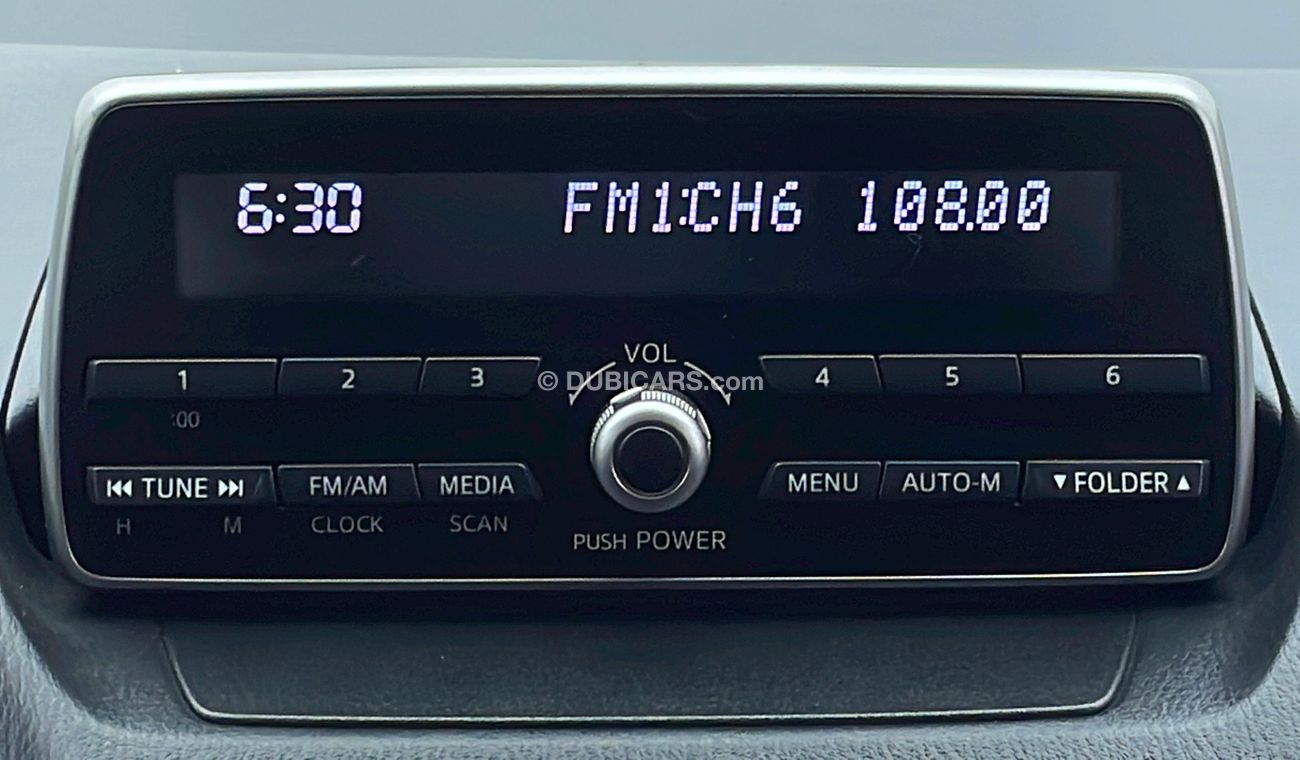 6:30 FM1:CH6 108.00
VOL
1 2 3 © DUBICARS.com 4 5 6
:00
⏮ TUNE ⏭ FM/AM MEDIA MENU AUTO-M ▼ FOLDER ▲
H M CLOCK SCAN
PUSH POWER